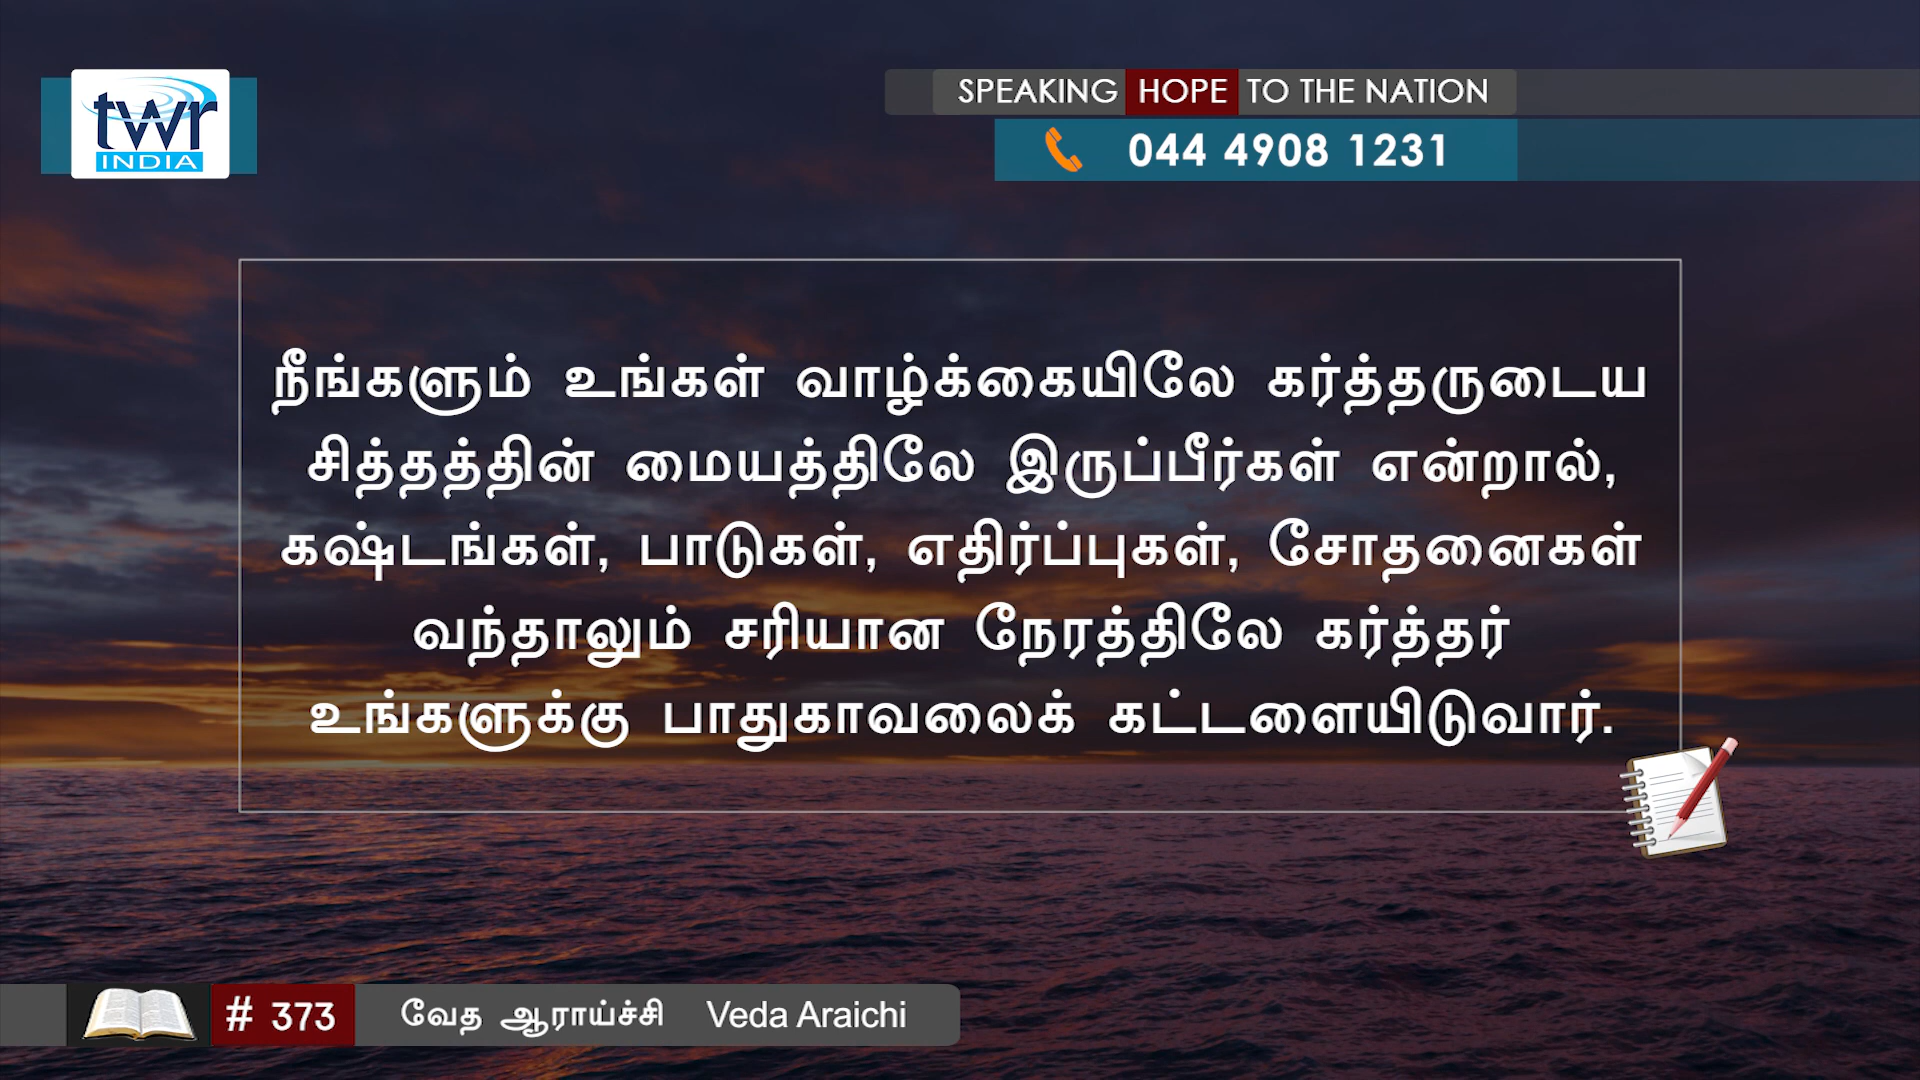 twr
INDIA
SPEAKING HOPE TO THE NATION
044 4908 1231
நீங்களும் உங்கள் வாழ்க்கையிலே கர்த்தருடைய
சித்தத்தின் மையத்திலே இருப்பீர்கள் என்றால்,
கஷ்டங்கள், பாடுகள், எதிர்ப்புகள், சோதனைகள்
வந்தாலும் சரியான நேரத்திலே கர்த்தர்
உங்களுக்கு பாதுகாவலைக் கட்டளையிடுவார்.
# 373 வேத ஆராய்ச்சி Veda Araichi